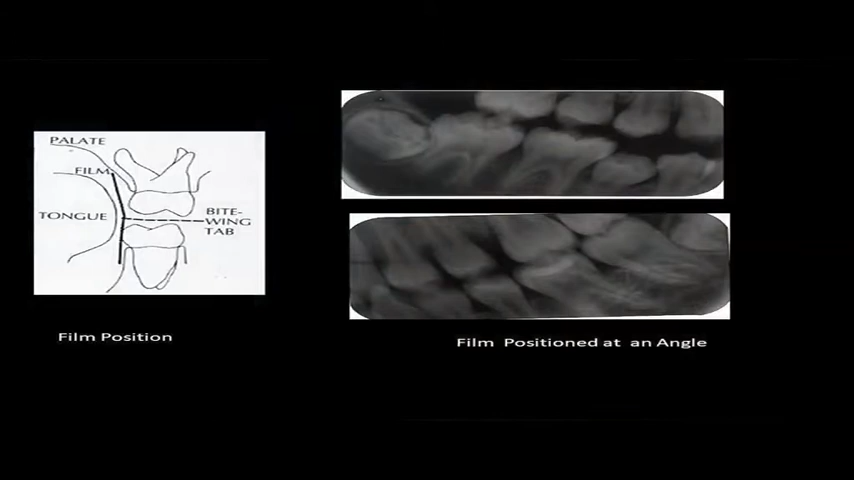 PALATE
FILM
TONGUE
BITE-
WING
TAB
Film Position
Film Positioned at an Angle